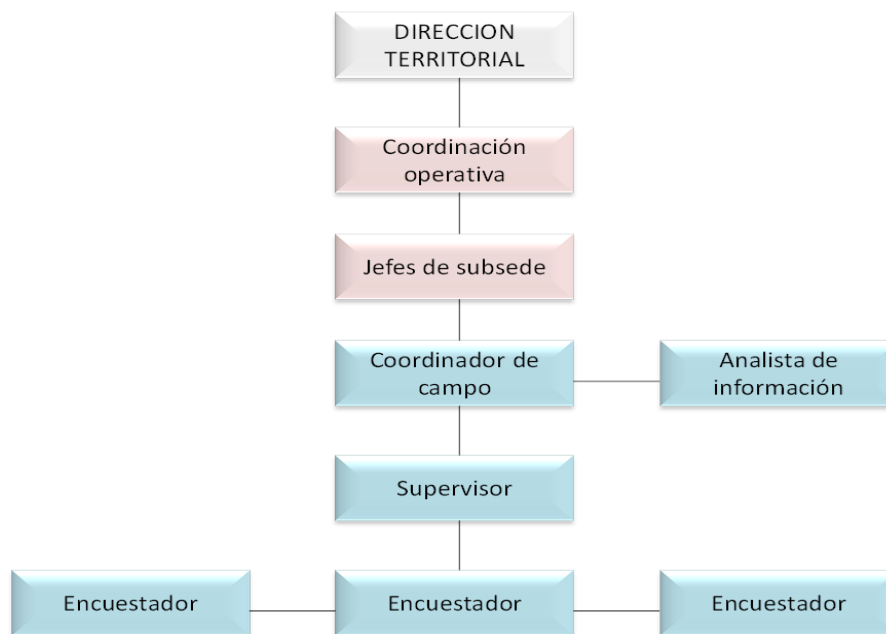 DIRECCION
TERRITORIAL
Coordinación
operativa
Jefes de subsede
Coordinador de
campo
Analista de
información
Supervisor
Encuestador
Encuestador
Encuestador